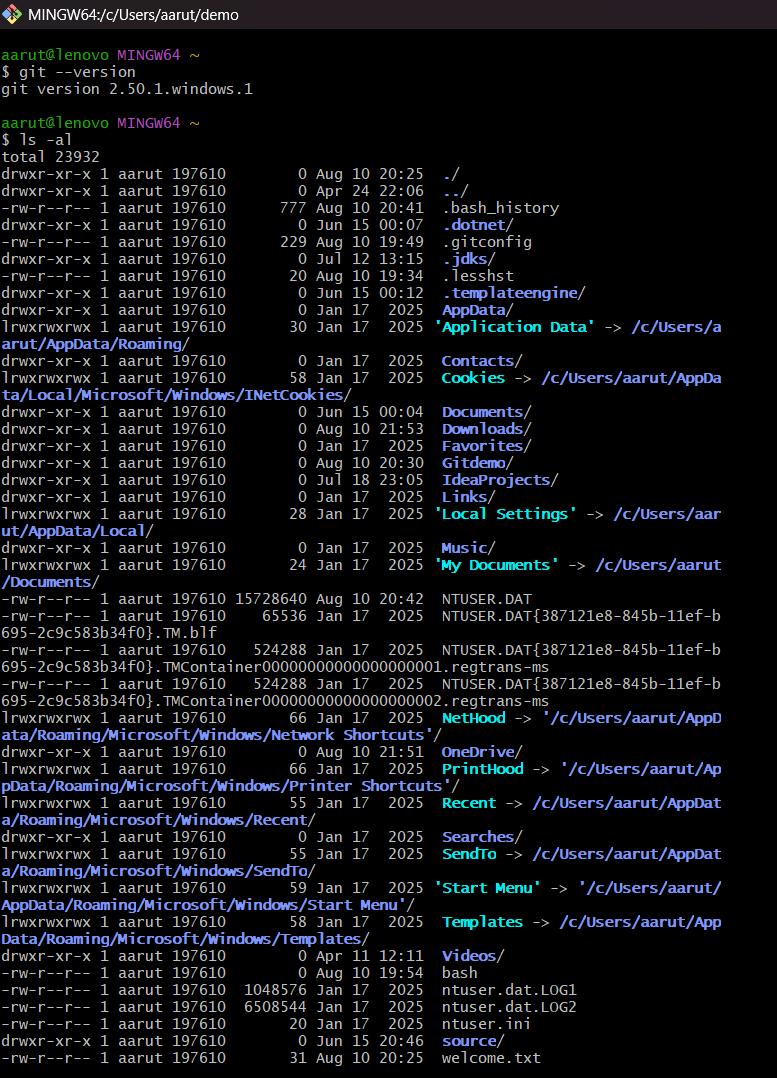 MINGW64:/c/Users/aarut/demo
aarut@lenovo MINGW64 ~
$ git --version
git version 2.50.1.windows.1
aarut@lenovo MINGW64 ~
$ ls -al
total 23932
drwxr-xr-x 1 aarut 197610        0 Aug 10 20:25  ./
drwxr-xr-x 1 aarut 197610        0 Apr 24 22:06  ../
-rw-r--r-- 1 aarut 197610      777 Aug 10 20:41  .bash_history
drwxr-xr-x 1 aarut 197610        0 Jun 15 00:07  .dotnet/
-rw-r--r-- 1 aarut 197610      229 Aug 10 19:49  .gitconfig
drwxr-xr-x 1 aarut 197610        0 Jul 12 13:15  .jdks/
-rw-r--r-- 1 aarut 197610       20 Aug 10 19:34  .lesshst
drwxr-xr-x 1 aarut 197610        0 Jun 15 00:12  .templateengine/
drwxr-xr-x 1 aarut 197610        0 Jan 17  2025  AppData/
lrwxrwxrwx 1 aarut 197610       30 Jan 17  2025 'Application Data' -> /c/Users/a
arut/AppData/Roaming/
drwxr-xr-x 1 aarut 197610        0 Jan 17  2025  Contacts/
lrwxrwxrwx 1 aarut 197610       58 Jan 17  2025  Cookies -> /c/Users/aarut/AppDa
ta/Local/Microsoft/Windows/INetCookies/
drwxr-xr-x 1 aarut 197610        0 Jun 15 00:04  Documents/
drwxr-xr-x 1 aarut 197610        0 Aug 10 21:53  Downloads/
drwxr-xr-x 1 aarut 197610        0 Jan 17  2025  Favorites/
drwxr-xr-x 1 aarut 197610        0 Aug 10 20:30  Gitdemo/
drwxr-xr-x 1 aarut 197610        0 Jul 18 23:05  IdeaProjects/
drwxr-xr-x 1 aarut 197610        0 Jan 17  2025  Links/
lrwxrwxrwx 1 aarut 197610       28 Jan 17  2025 'Local Settings' -> /c/Users/aar
ut/AppData/Local/
drwxr-xr-x 1 aarut 197610        0 Jan 17  2025  Music/
lrwxrwxrwx 1 aarut 197610       24 Jan 17  2025 'My Documents' -> /c/Users/aarut
/Documents/
-rw-r--r-- 1 aarut 197610 15728640 Aug 10 20:42  NTUSER.DAT
-rw-r--r-- 1 aarut 197610    65536 Jan 17  2025  NTUSER.DAT{387121e8-845b-11ef-b
695-2c9c583b34f0}.TM.blf
-rw-r--r-- 1 aarut 197610   524288 Jan 17  2025  NTUSER.DAT{387121e8-845b-11ef-b
695-2c9c583b34f0}.TMContainer00000000000000000001.regtrans-ms
-rw-r--r-- 1 aarut 197610   524288 Jan 17  2025  NTUSER.DAT{387121e8-845b-11ef-b
695-2c9c583b34f0}.TMContainer00000000000000000002.regtrans-ms
lrwxrwxrwx 1 aarut 197610       66 Jan 17  2025  NetHood -> '/c/Users/aarut/AppD
ata/Roaming/Microsoft/Windows/Network Shortcuts'/
drwxr-xr-x 1 aarut 197610        0 Aug 10 21:51  OneDrive/
lrwxrwxrwx 1 aarut 197610       66 Jan 17  2025  PrintHood -> '/c/Users/aarut/Ap
pData/Roaming/Microsoft/Windows/Printer Shortcuts'/
lrwxrwxrwx 1 aarut 197610       55 Jan 17  2025  Recent -> /c/Users/aarut/AppDat
a/Roaming/Microsoft/Windows/Recent/
drwxr-xr-x 1 aarut 197610        0 Jan 17  2025  Searches/
lrwxrwxrwx 1 aarut 197610       55 Jan 17  2025  SendTo -> /c/Users/aarut/AppDat
a/Roaming/Microsoft/Windows/SendTo/
lrwxrwxrwx 1 aarut 197610       59 Jan 17  2025 'Start Menu' -> '/c/Users/aarut/
AppData/Roaming/Microsoft/Windows/Start Menu'/
lrwxrwxrwx 1 aarut 197610       58 Jan 17  2025  Templates -> /c/Users/aarut/App
Data/Roaming/Microsoft/Windows/Templates/
drwxr-xr-x 1 aarut 197610        0 Apr 11 12:11  Videos/
-rw-r--r-- 1 aarut 197610        0 Aug 10 19:54  bash
-rw-r--r-- 1 aarut 197610  1048576 Jan 17  2025  ntuser.dat.LOG1
-rw-r--r-- 1 aarut 197610  6508544 Jan 17  2025  ntuser.dat.LOG2
-rw-r--r-- 1 aarut 197610       20 Jan 17  2025  ntuser.ini
drwxr-xr-x 1 aarut 197610        0 Jun 15 20:46  source/
-rw-r--r-- 1 aarut 197610       31 Aug 10 20:25  welcome.txt